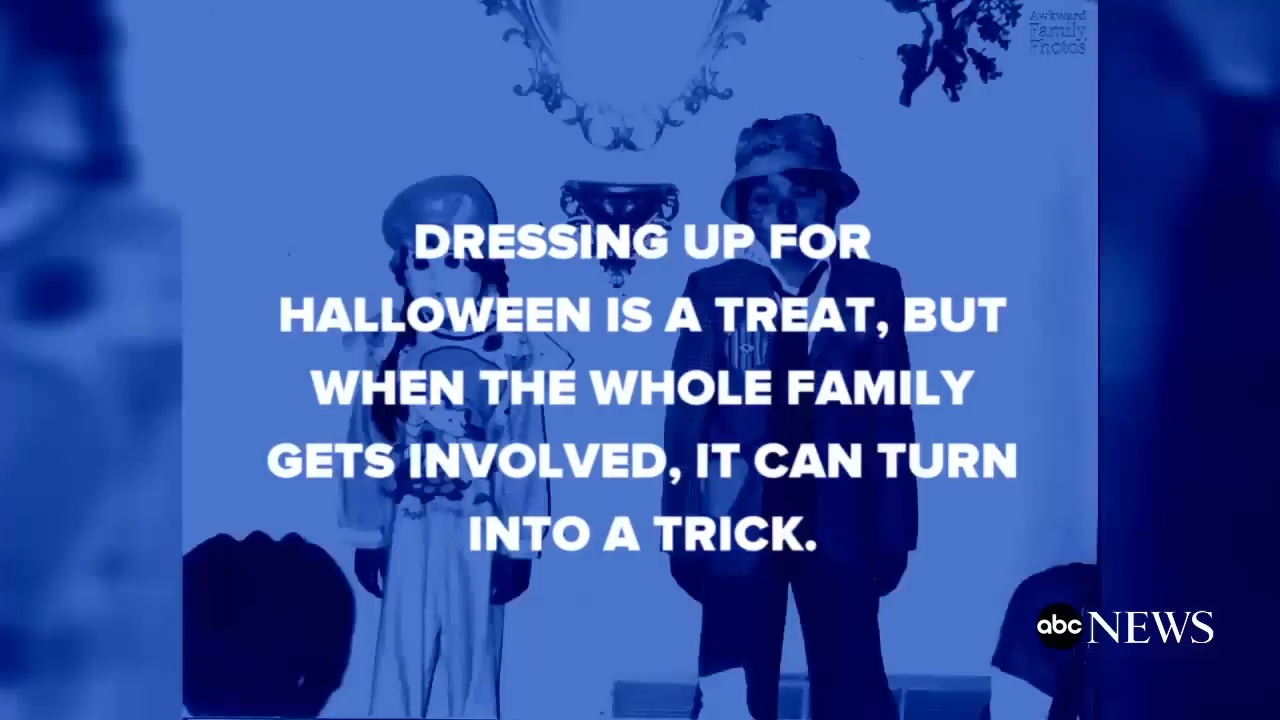 Awkward
Family
Photos
DRESSING UP FOR
HALLOWEEN IS A TREAT, BUT
WHEN THE WHOLE FAMILY
GETS INVOLVED, IT CAN TURN
INTO A TRICK.
abc NEWS